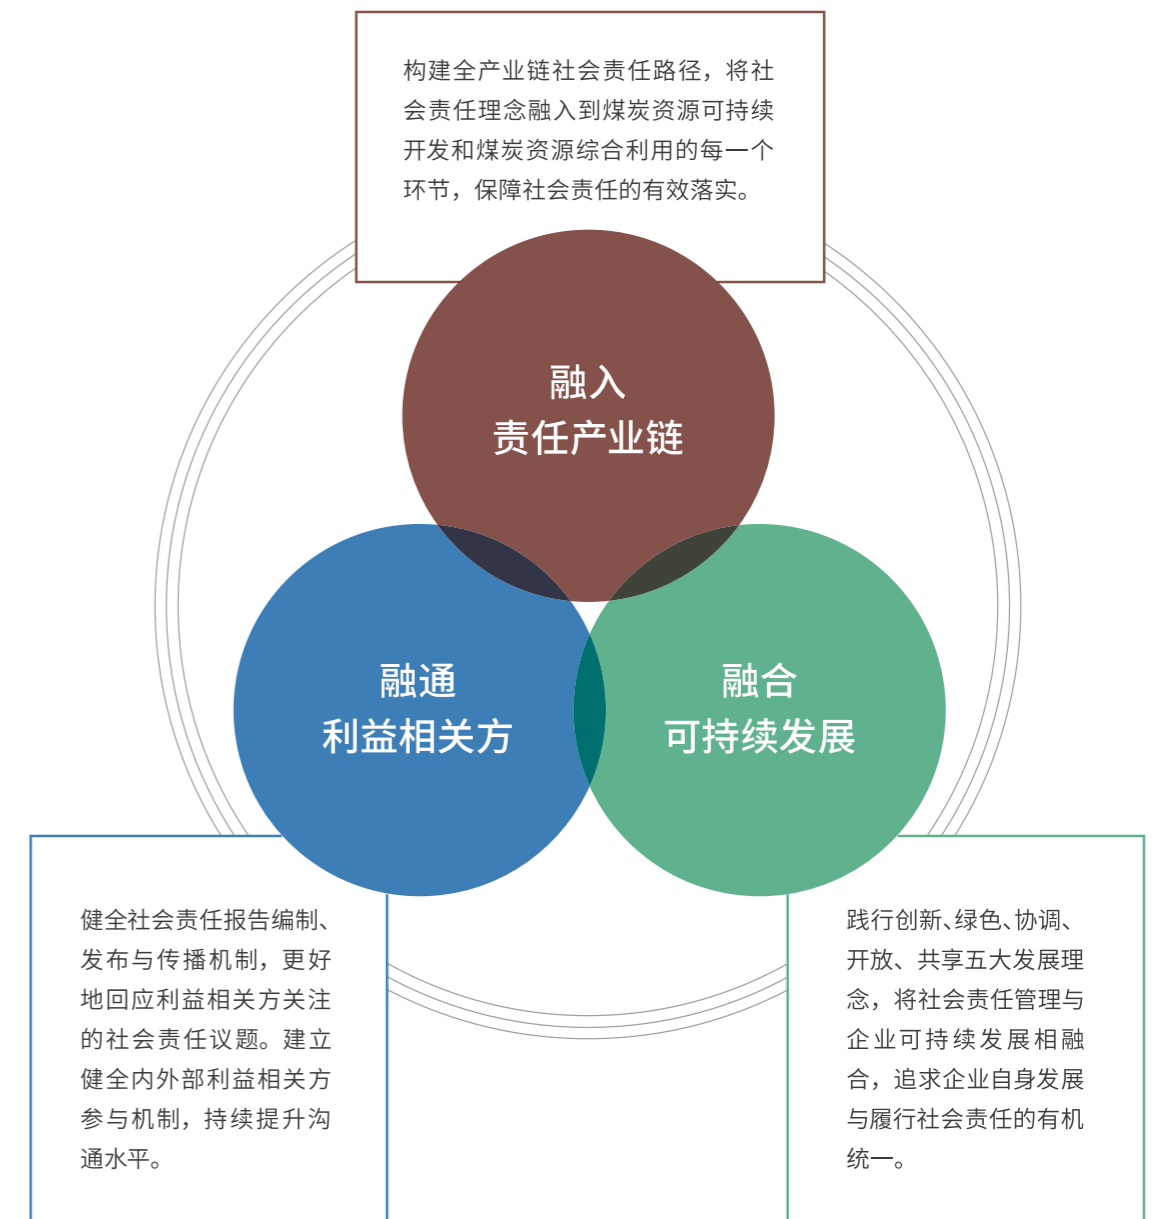 构建全产业链社会责任路径，将社
会责任理念融入到煤炭资源可持续
开发和煤炭资源综合利用的每一个
环节，保障社会责任的有效落实。
融入
责任产业链
融通
利益相关方
融合
可持续发展
健全社会责任报告编制、
发布与传播机制，更好
地回应利益相关方关注
的社会责任议题。建立
健全内外部利益相关方
参与机制，持续提升沟
通水平。
践行创新、绿色、协调、
开放、共享五大发展理
念，将社会责任管理与
企业可持续发展相融
合，追求企业自身发展
与履行社会责任的有机
统一。